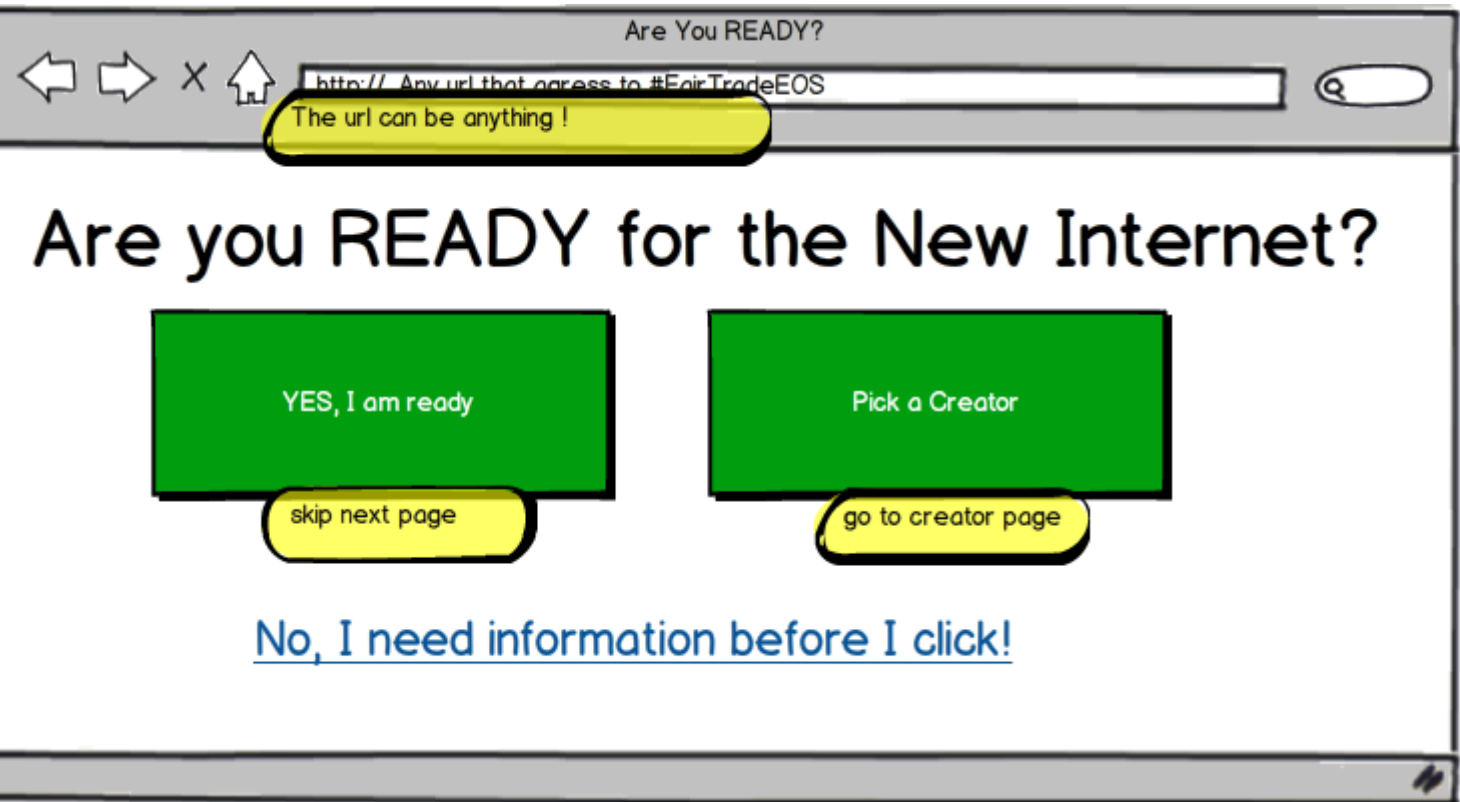 Are You READY?
http:// Any url that agress to #FairTradeEOS
The url can be anything !
Are you READY for the New Internet?
YES, I am ready
Pick a Creator
skip next page
go to creator page
No, I need information before I click!